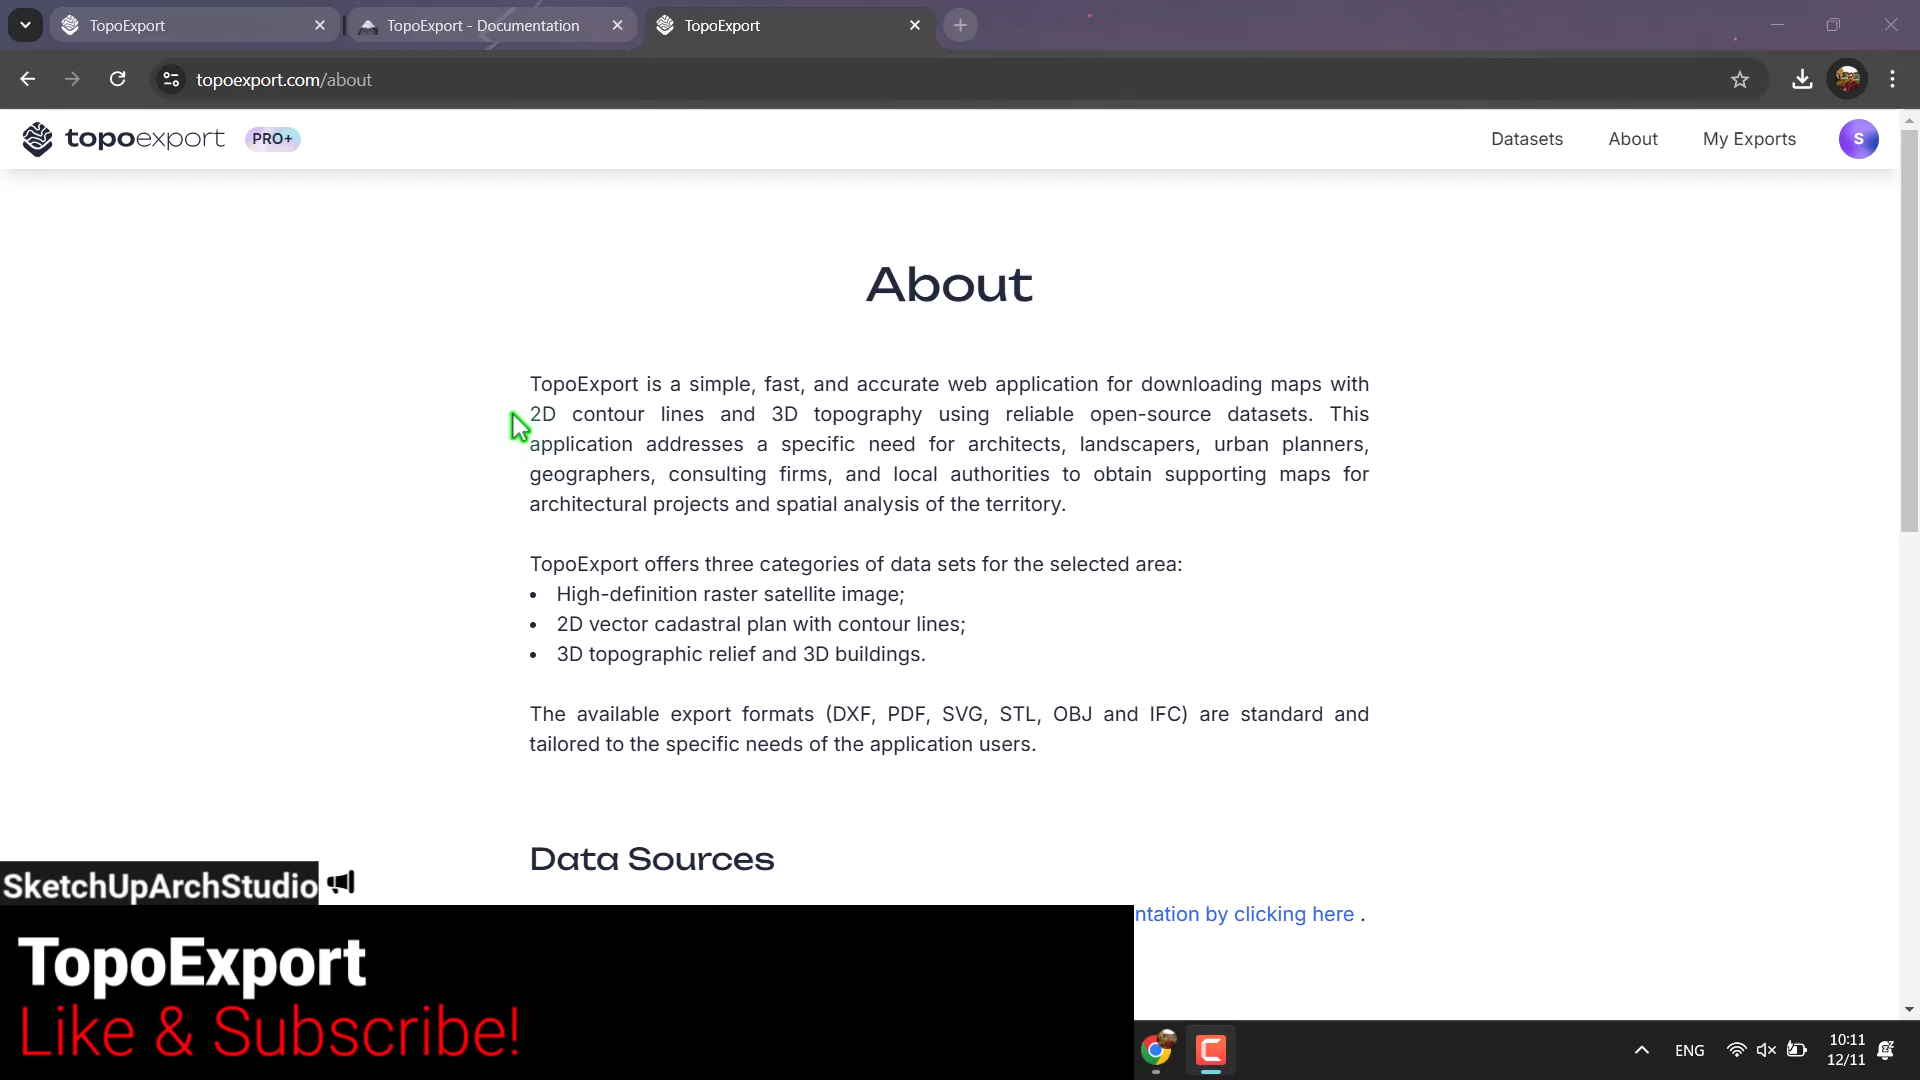 TopoExport
TopoExport - Documentation
TopoExport
topoexport.com/about
topoexport PRO+
Datasets
About
My Exports
S
About
TopoExport is a simple, fast, and accurate web application for downloading maps with
2D contour lines and 3D topography using reliable open-source datasets. This
application addresses a specific need for architects, landscapers, urban planners,
geographers, consulting firms, and local authorities to obtain supporting maps for
architectural projects and spatial analysis of the territory.
TopoExport offers three categories of data sets for the selected area:
• High-definition raster satellite image;
• 2D vector cadastral plan with contour lines;
• 3D topographic relief and 3D buildings.
The available export formats (DXF, PDF, SVG, STL, OBJ and IFC) are standard and
tailored to the specific needs of the application users.
Data Sources
ntation by clicking here .
SketchUpArchStudio
TopoExport
Like & Subscribe!
ENG
10:11
12/11